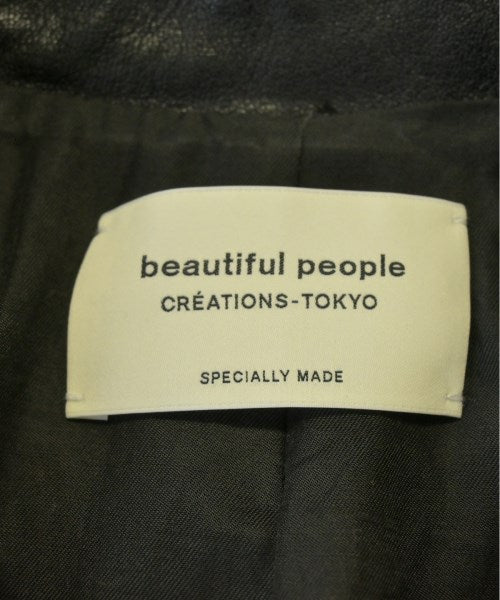 beautiful people
CRÉATIONS-TOKYO
SPECIALLY MADE